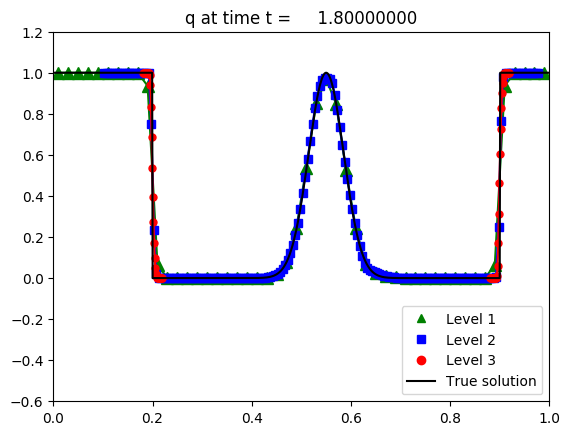 q at time t = 1.80000000
1.2
1.0
0.8
0.6
0.4
0.2
0.0
−0.2
−0.4
−0.6
0.0 0.2 0.4 0.6 0.8 1.0
Level 1
Level 2
Level 3
True solution